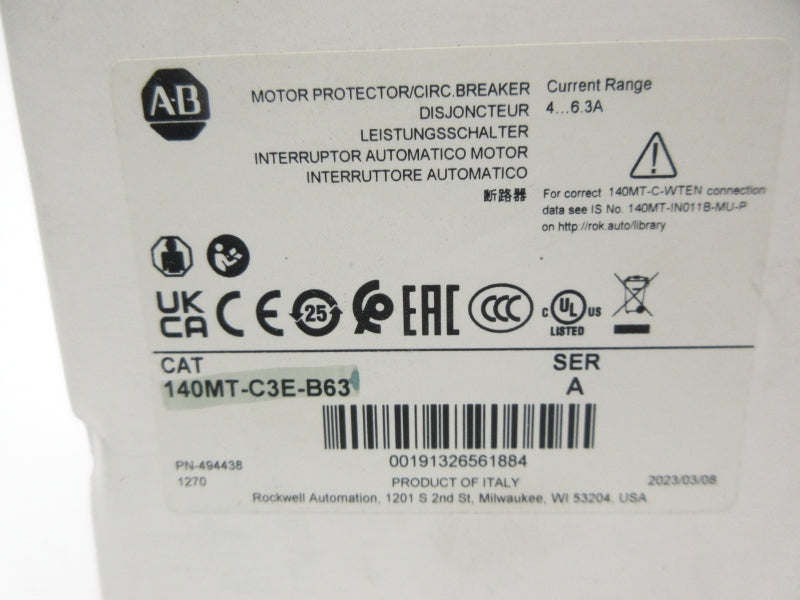 A-B
MOTOR PROTECTOR/CIRC.BREAKER
DISJONCTEUR
LEISTUNGSSCHALTER
INTERRUPTOR AUTOMATICO MOTOR
INTERRUTTORE AUTOMATICO
断路器
Current Range
4...6.3A
For correct 140MT-C-WTEN connection
data see IS No. 140MT-IN011B-MU-P
on http://rok.auto/library
UK
CA CE 25 EAC CCC C UL US
LISTED
CAT
140MT-C3E-B63
SER
A
00191326561884
PN-494438
1270
PRODUCT OF ITALY
2023/03/08
Rockwell Automation, 1201 S 2nd St, Milwaukee, WI 53204, USA